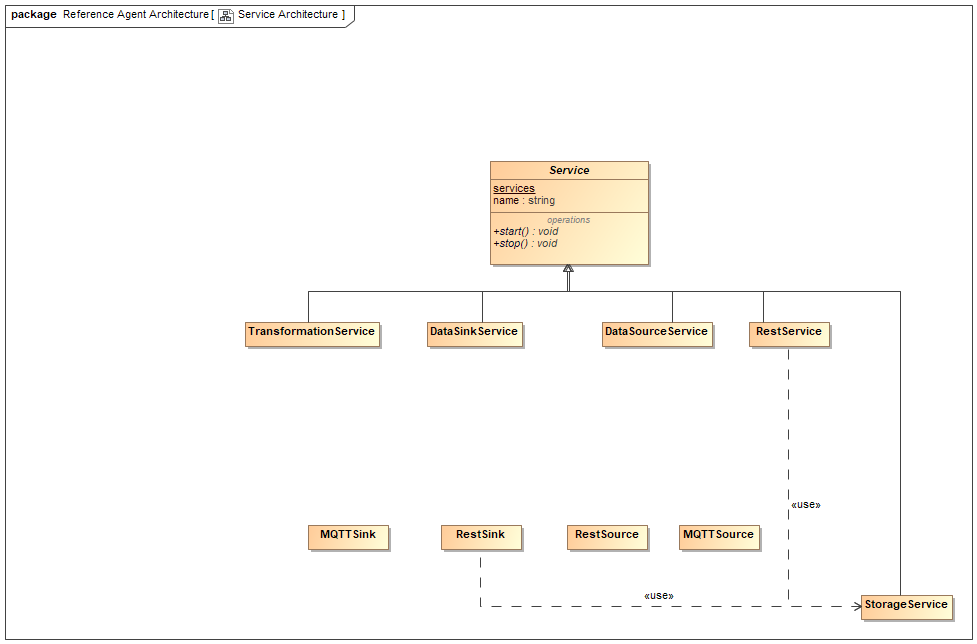 package Reference Agent Architecture [ Service Architecture ]
Service
services
name : string
operations
+start() : void
+stop() : void
TransformationService
DataSinkService
DataSourceService
RestService
«use»
MQTTSink
RestSink
RestSource
MQTTSource
«use»
StorageService